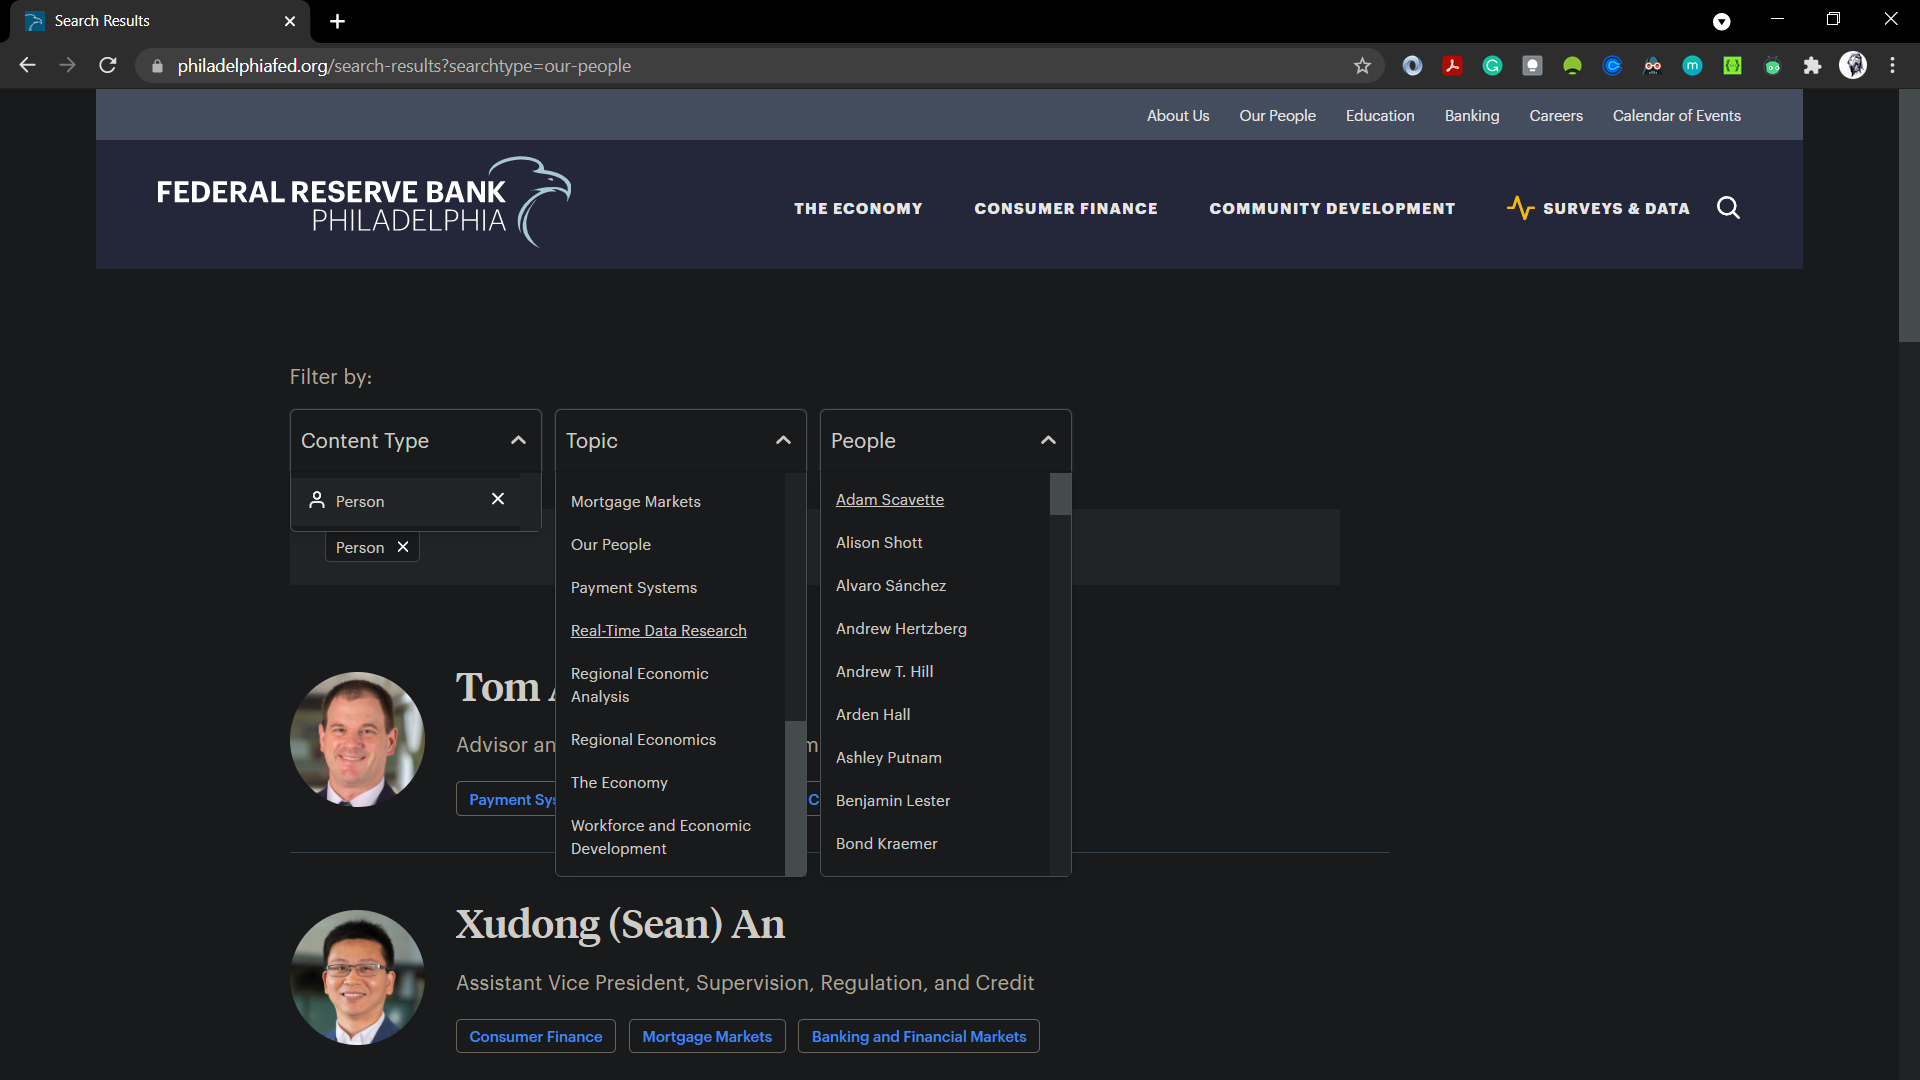 Search Results
philadelphiafed.org/search-results?searchtype=our-people
About Us
Our People
Education
Banking
Careers
Calendar of Events
FEDERAL RESERVE BANK
PHILADELPHIA
THE ECONOMY
CONSUMER FINANCE
COMMUNITY DEVELOPMENT
SURVEYS & DATA
Filter by:
Content Type
Person
Person
Topic
Mortgage Markets
Our People
Payment Systems
Real-Time Data Research
Regional Economic
Analysis
Regional Economics
The Economy
Workforce and Economic
Development
People
Adam Scavette
Alison Shott
Alvaro Sánchez
Andrew Hertzberg
Andrew T. Hill
Arden Hall
Ashley Putnam
Benjamin Lester
Bond Kraemer
Tom
Advisor
Payment
Xudong (Sean) An
Assistant Vice President, Supervision, Regulation, and Credit
Consumer Finance
Mortgage Markets
Banking and Financial Markets